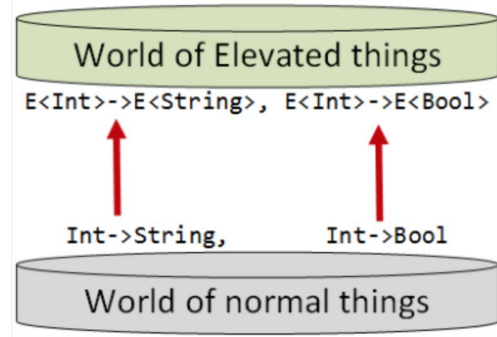 World of Elevated things
E<Int>->E<String>, E<Int>->E<Bool>
Int->String, Int->Bool
World of normal things